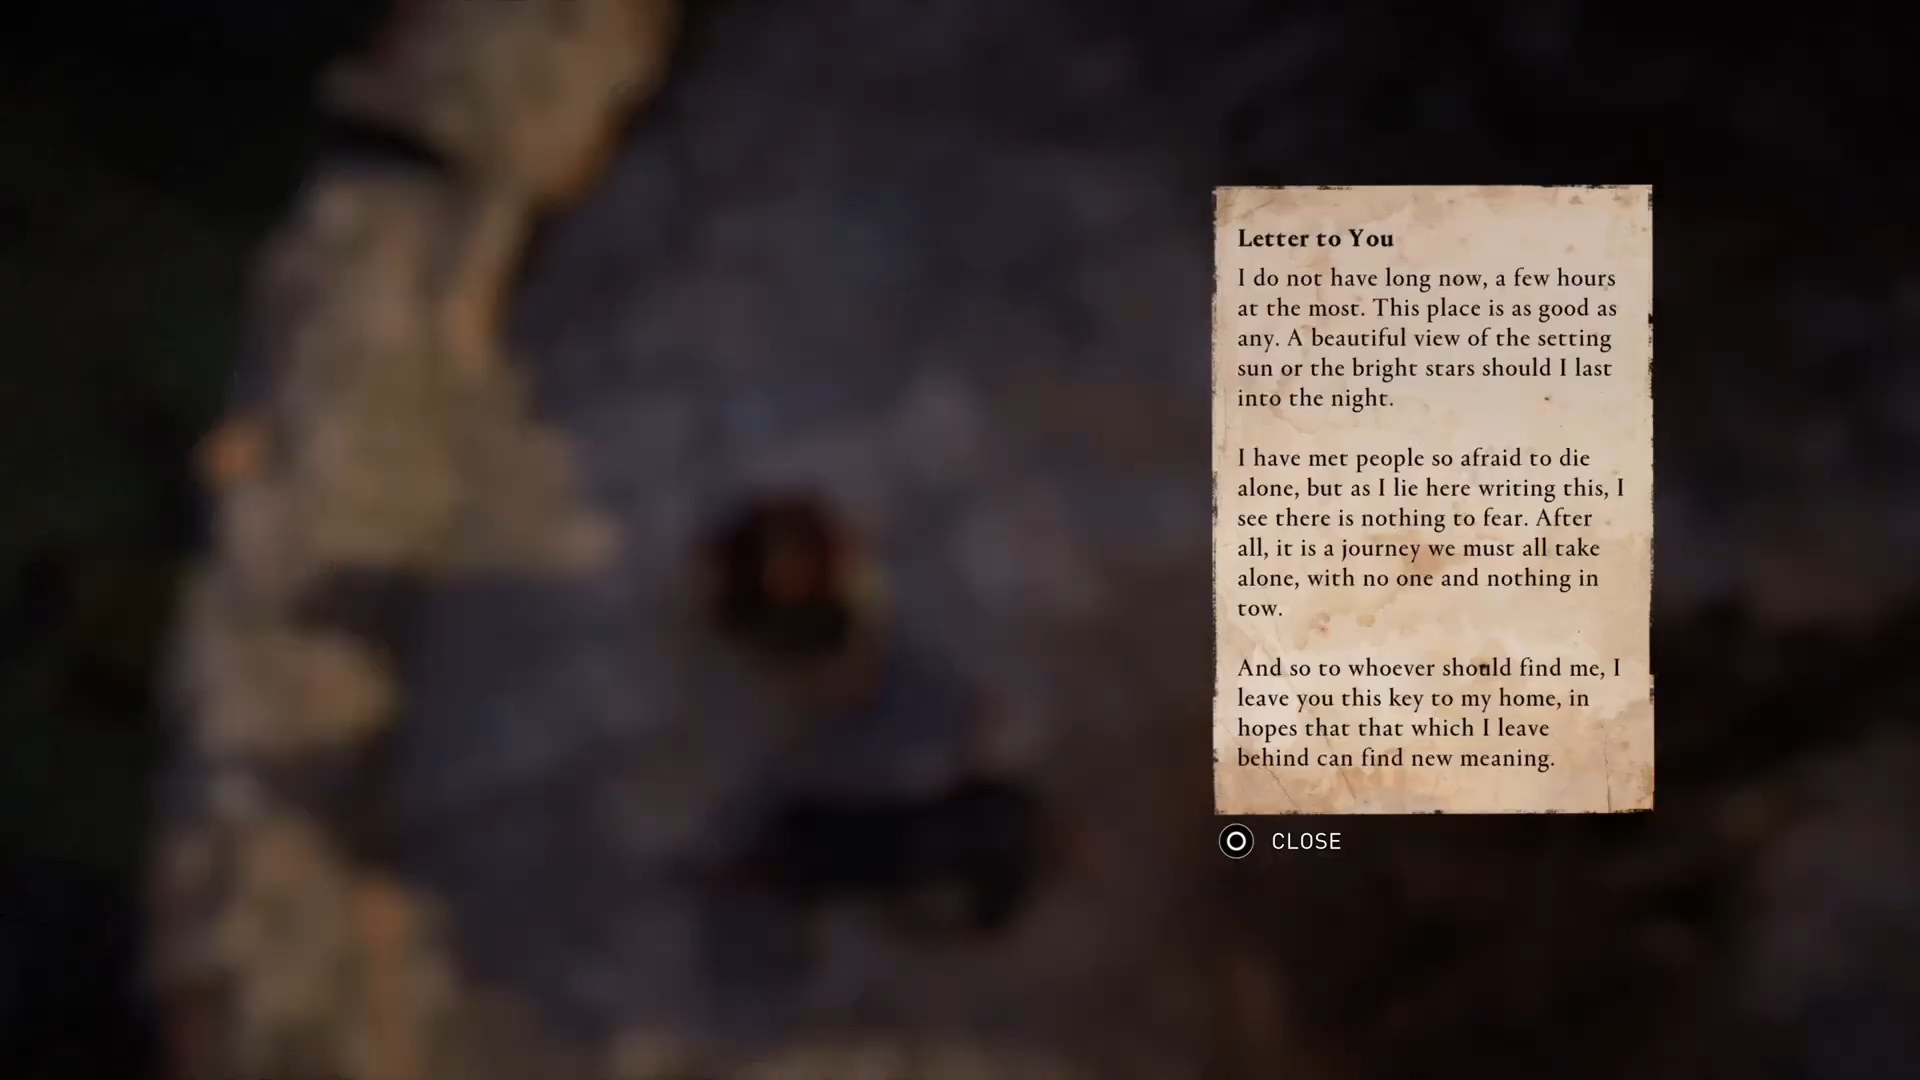 Letter to You
I do not have long now, a few hours
at the most. This place is as good as
any. A beautiful view of the setting
sun or the bright stars should I last
into the night.
I have met people so afraid to die
alone, but as I lie here writing this, I
see there is nothing to fear. After
all, it is a journey we must all take
alone, with no one and nothing in
tow.
And so to whoever should find me, I
leave you this key to my home, in
hopes that that which I leave
behind can find new meaning.
CLOSE